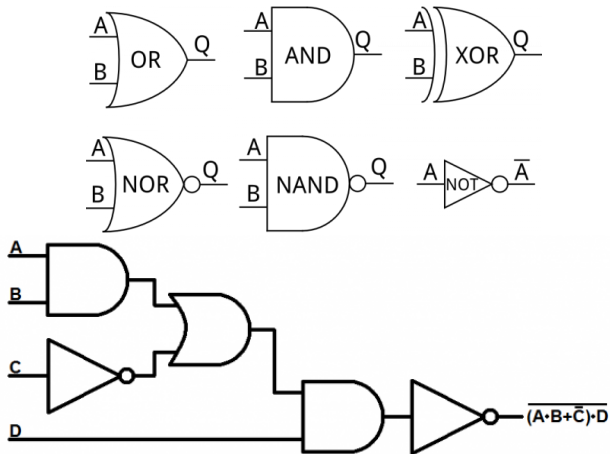 A B OR Q
A B AND Q
A B XOR Q
A B NOR Q
A B NAND Q
A NOT A̅
A
B
C
D
(A•B+C̅)•D